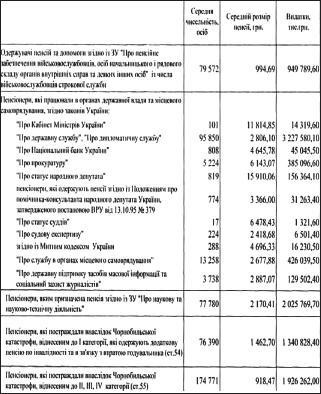 Середня чисельність, осіб
Середній розмір пенсії, грн.
Видатки, тис.грн.
Одержувачі пенсій та допомоги згідно із ЗУ "Про пенсійне
забезпечення військовослужбовців, осіб начальницького і рядового
складу органів внутрішніх справ та деяких інших осіб" із числа
військовослужбовців строкової служби
79 572 994,69 949 789,60
Пенсіонери, які працювали в органах державної влади та місцевого
самоврядування, згідно законів України:
"Про Кабінет Міністрів України" 101 11 814,85 14 319,60
"Про державну службу", "Про дипломатичну службу" 95 850 2 806,10 3 227 580,10
"Про Національний банк України" 808 4 645,78 45 045,50
"Про прокуратуру" 5 224 6 143,07 385 096,60
"Про статус народного депутата" 819 15 910,06 156 364,10
пенсіонери, які одержують пенсії згідно із Положенням про
помічника-консультанта народного депутата України,
затвердженого постановою ВРУ від 13.10.95 № 379
774 3 366,00 31 263,40
"Про статус суддів" 17 6 478,43 1 321,60
"Про судову експертизу" 224 2 418,68 6 501,40
згідно із Митним кодексом України 288 4 696,33 16 230,50
"Про службу в органах місцевого самоврядування" 13 258 2 677,88 426 039,50
"Про державну підтримку засобів масової інформації та
соціальний захист журналістів"
3 738 2 887,07 129 502,40
Пенсіонери, яким призначена пенсія згідно із ЗУ "Про наукову та
науково-технічну діяльність"
77 780 2 170,41 2 025 769,70
Пенсіонери, які постраждали внаслідок Чорнобильської
катастрофи, віднесеним до І категорії, які одержують додаткову
пенсію по інвалідності та в зв'язку з втратою годувальника (ст.54)
76 390 1 462,70 1 340 828,40
Пенсіонери, які постраждали внаслідок Чорнобильської
катастрофи, віднесеним до ІІ, ІІІ, ІV категорії (ст.55)
174 771 918,47 1 926 262,00